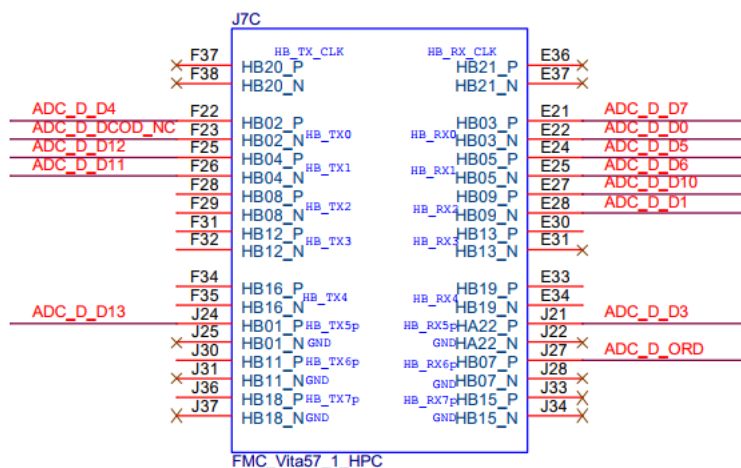 J7C
F37 HB20_P HB_TX_CLK HB_RX_CLK HB21_P E36
F38 HB20_N HB21_N E37
ADC_D_D4 F22 HB02_P HB03_P E21 ADC_D_D7
ADC_D_DCOD_NC F23 HB02_N HB_TX0 HB_RX0 HB03_N E22 ADC_D_D0
ADC_D_D12 F25 HB04_P HB05_P E24 ADC_D_D5
ADC_D_D11 F26 HB04_N HB_TX1 HB_RX1 HB05_N E25 ADC_D_D6
F28 HB08_P HB09_P E27 ADC_D_D10
F29 HB08_N HB_TX2 HB_RX2 HB09_N E28 ADC_D_D1
F31 HB12_P HB13_P E30
F32 HB12_N HB_TX3 HB_RX3 HB13_N E31
F34 HB16_P HB19_P E33
F35 HB16_N HB_TX4 HB_RX4 HB19_N E34
ADC_D_D13 J24 HB01_P HB_TX5p HB_RX5p HA22_P J21 ADC_D_D3
J25 HB01_N GND GND HA22_N J22
J30 HB11_P HB_TX6p HB_RX6p HB07_P J27 ADC_D_ORD
J31 HB11_N GND GND HB07_N J28
J36 HB18_P HB_TX7p HB_RX7p HB15_P J33
J37 HB18_N GND GND HB15_N J34
FMC_Vita57_1_HPC